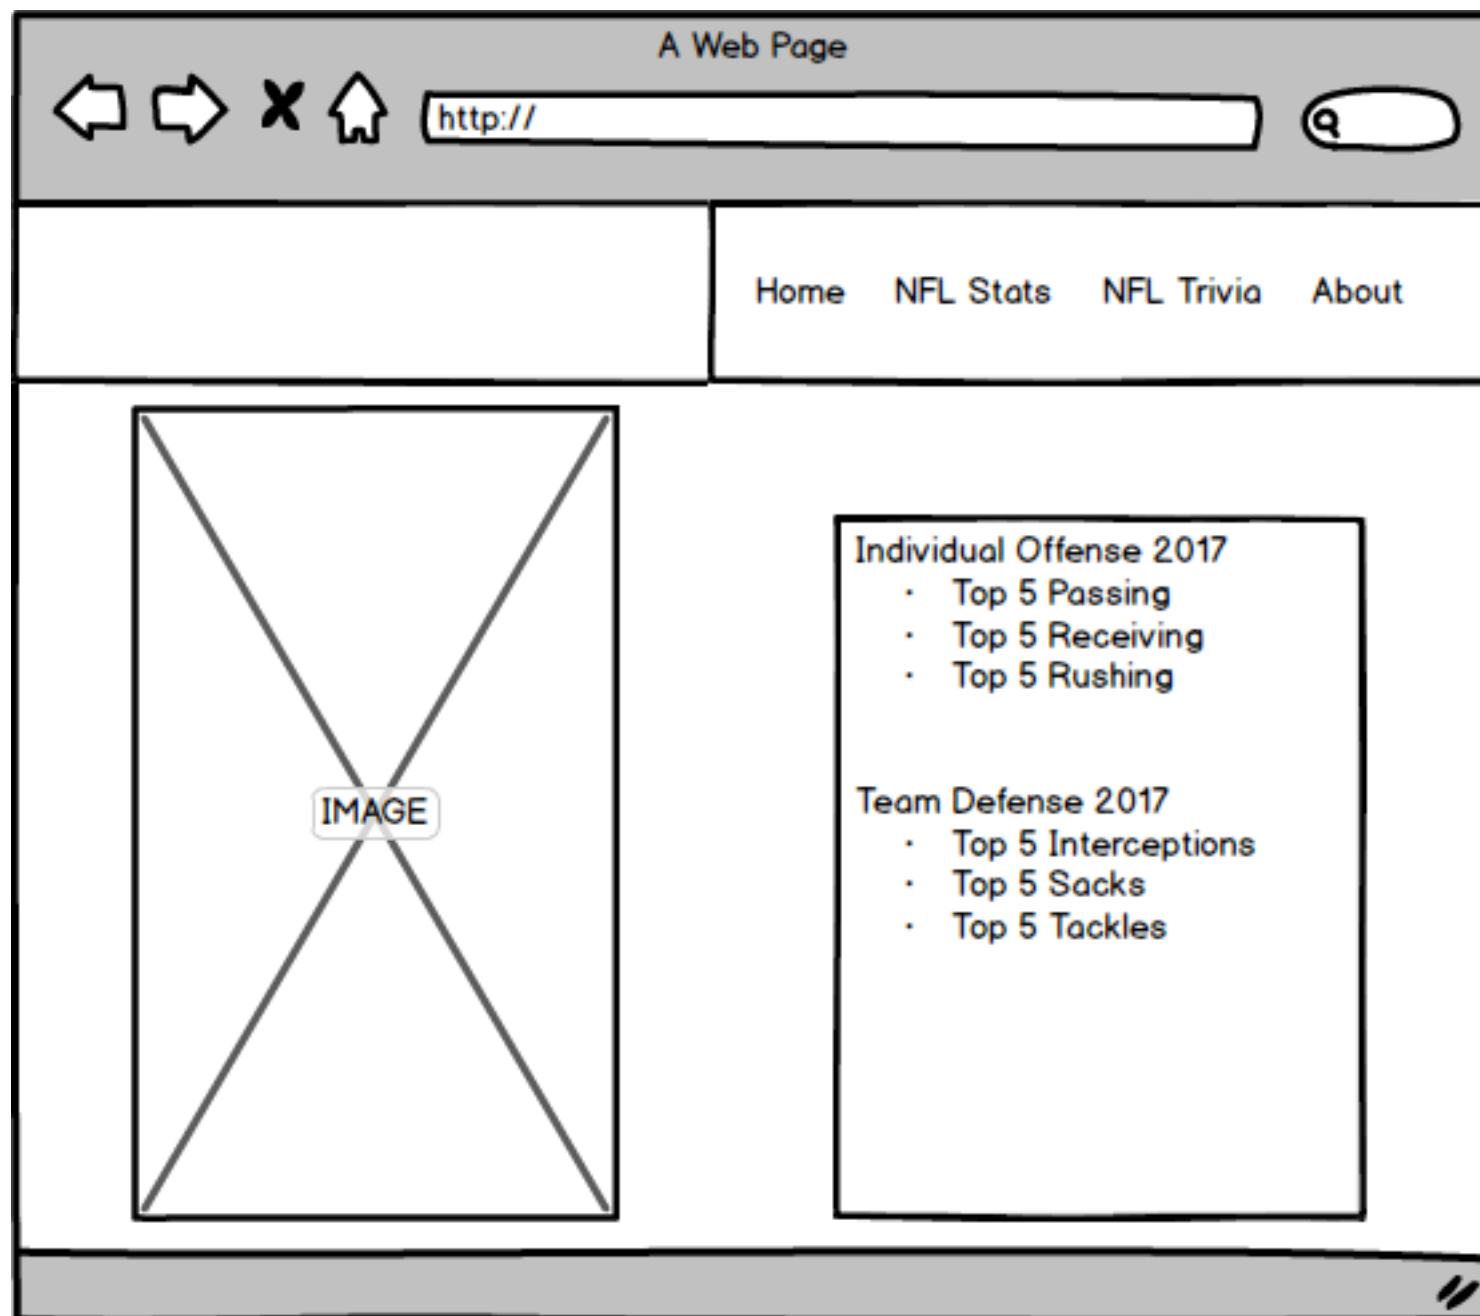 A Web Page
http://
Home NFL Stats NFL Trivia About
Individual Offense 2017
· Top 5 Passing
· Top 5 Receiving
· Top 5 Rushing
IMAGE
Team Defense 2017
· Top 5 Interceptions
· Top 5 Sacks
· Top 5 Tackles